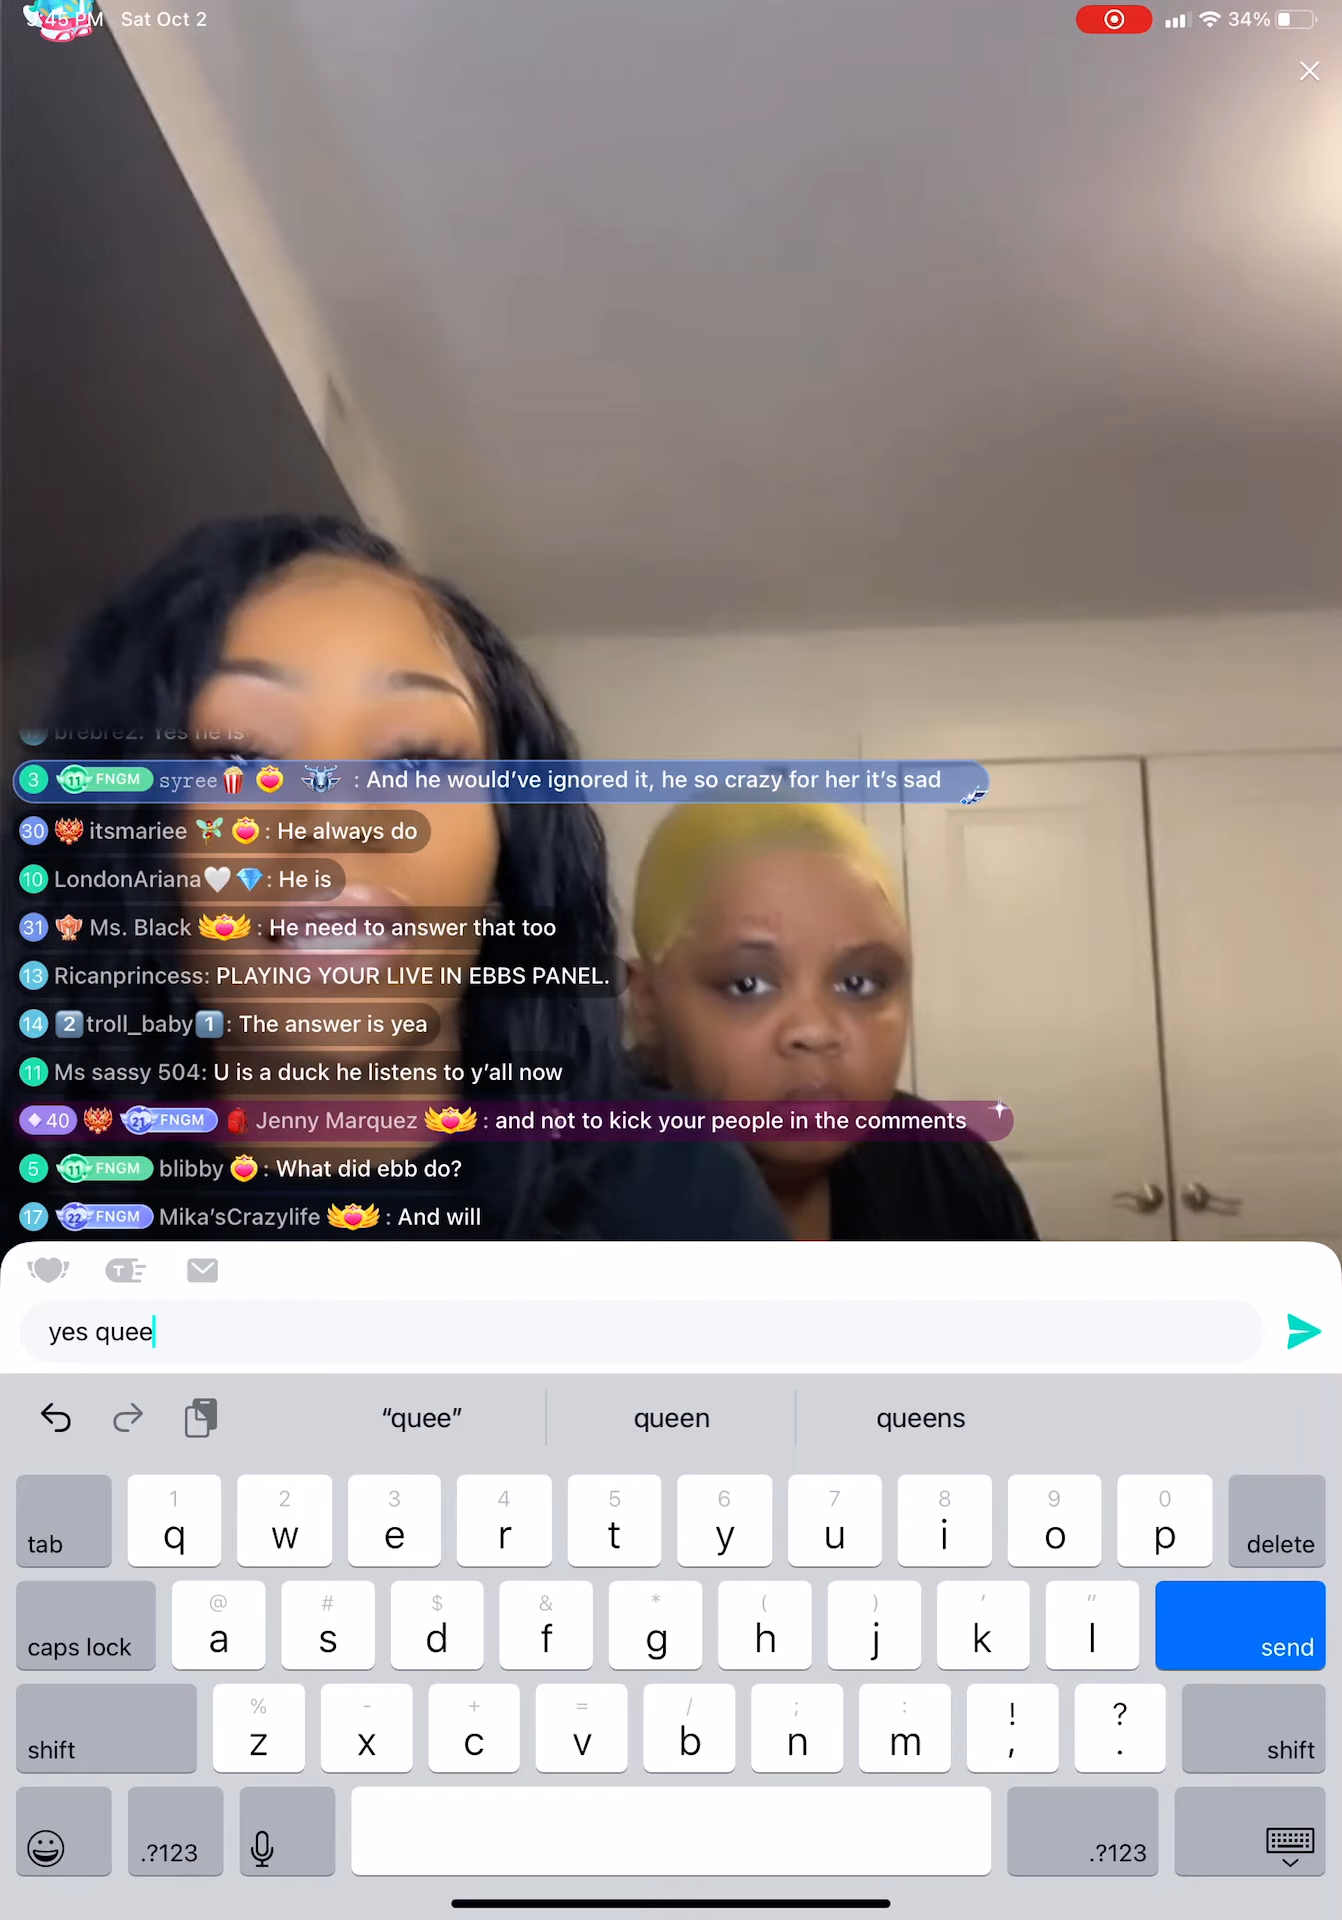 9:45 PM Sat Oct 2
34%
brebre2: Yes he is
3 11 FNGM syree🍿 : And he would've ignored it, he so crazy for her it's sad
30 itsmariee : He always do
10 LondonAriana🤍💎: He is
31 Ms. Black : He need to answer that too
13 Ricanprincess: PLAYING YOUR LIVE IN EBBS PANEL.
14 2 troll_baby 1 : The answer is yea
11 Ms sassy 504: U is a duck he listens to y'all now
40 21 FNGM Jenny Marquez : and not to kick your people in the comments
5 11 FNGM blibby : What did ebb do?
17 22 FNGM Mika'sCrazylife : And will
T
yes quee
"quee" queen queens
1 2 3 4 5 6 7 8 9 0
tab q w e r t y u i o p delete
@ # $ & * ( ) ' "
caps lock a s d f g h j k l send
% - + = / ; : ! ?
shift z x c v b n m , . shift
.?123 .?123